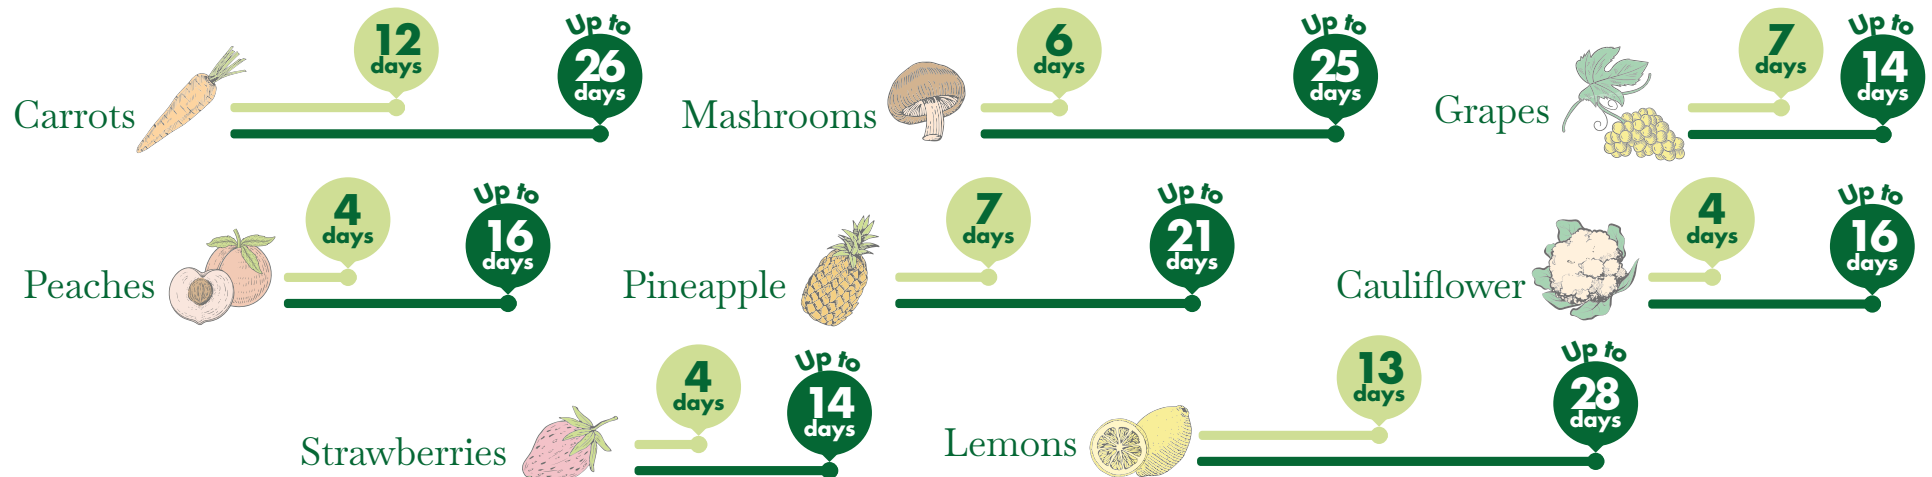 Carrots
12
days
Up to
26
days
Mashrooms
6
days
Up to
25
days
Grapes
7
days
Up to
14
days
Peaches
4
days
Up to
16
days
Pineapple
7
days
Up to
21
days
Cauliflower
4
days
Up to
16
days
Strawberries
4
days
Up to
14
days
Lemons
13
days
Up to
28
days